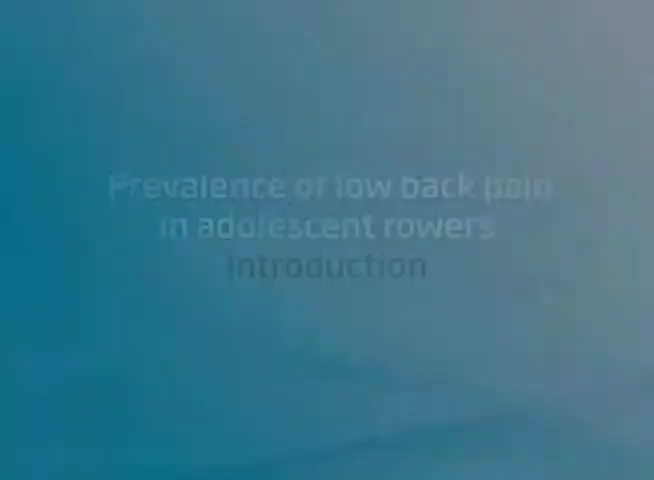 Prevalence of low back pain
in adolescent rowers
introduction